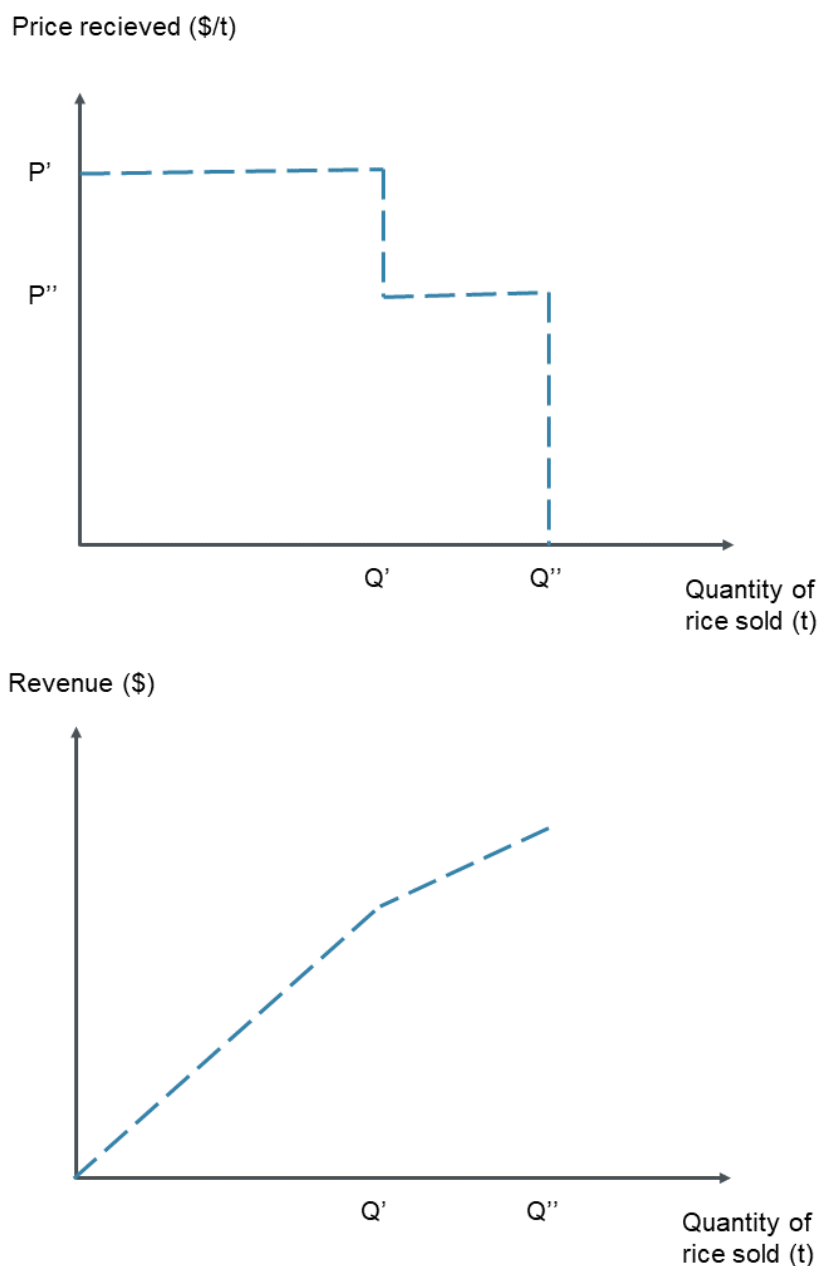 Price recieved ($/t)
P’
P’’
Q’
Q’’
Quantity of
rice sold (t)
Revenue ($)
Q’
Q’’
Quantity of
rice sold (t)